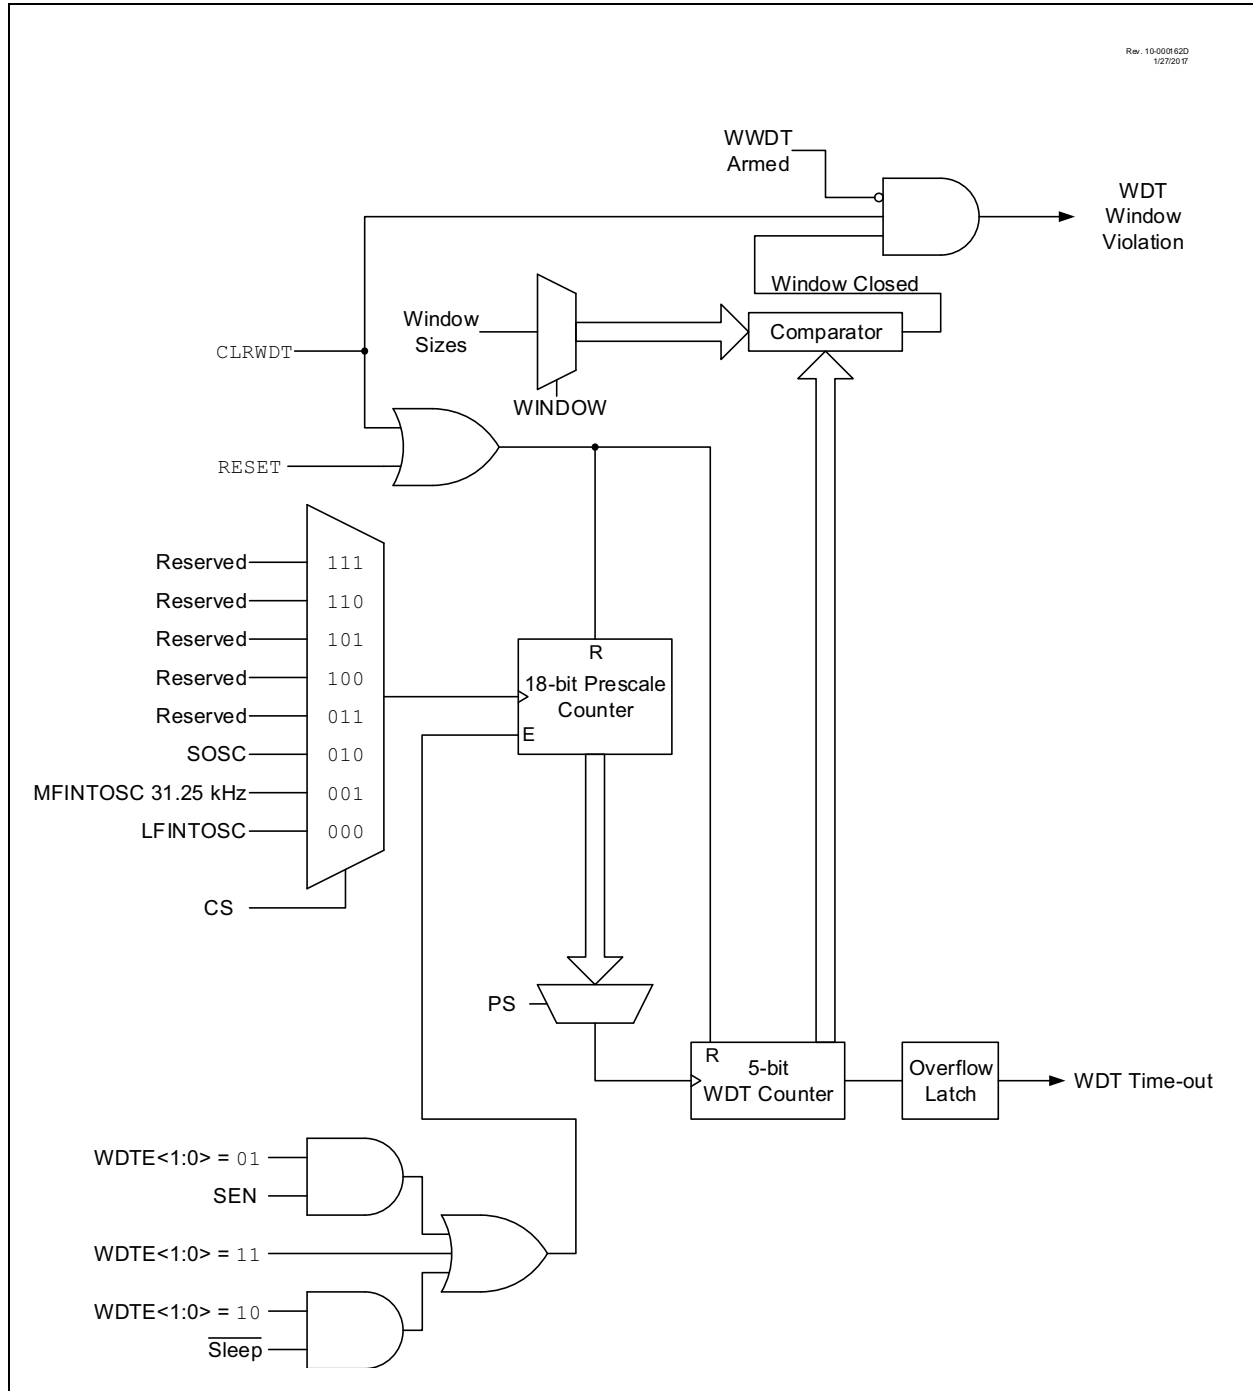 Rev. 10-000162D
1/27/2017
WWDT
Armed
WDT
Window
Violation
Window Closed
Window
Sizes
Comparator
CLRWDT
WINDOW
RESET
Reserved 111
Reserved 110
Reserved 101
Reserved 100
Reserved 011
SOSC 010
MFINTOSC 31.25 kHz 001
LFINTOSC 000
CS
R
18-bit Prescale
Counter
E
PS
R
5-bit
WDT Counter
Overflow
Latch
WDT Time-out
WDTE<1:0> = 01
SEN
WDTE<1:0> = 11
WDTE<1:0> = 10
Sleep